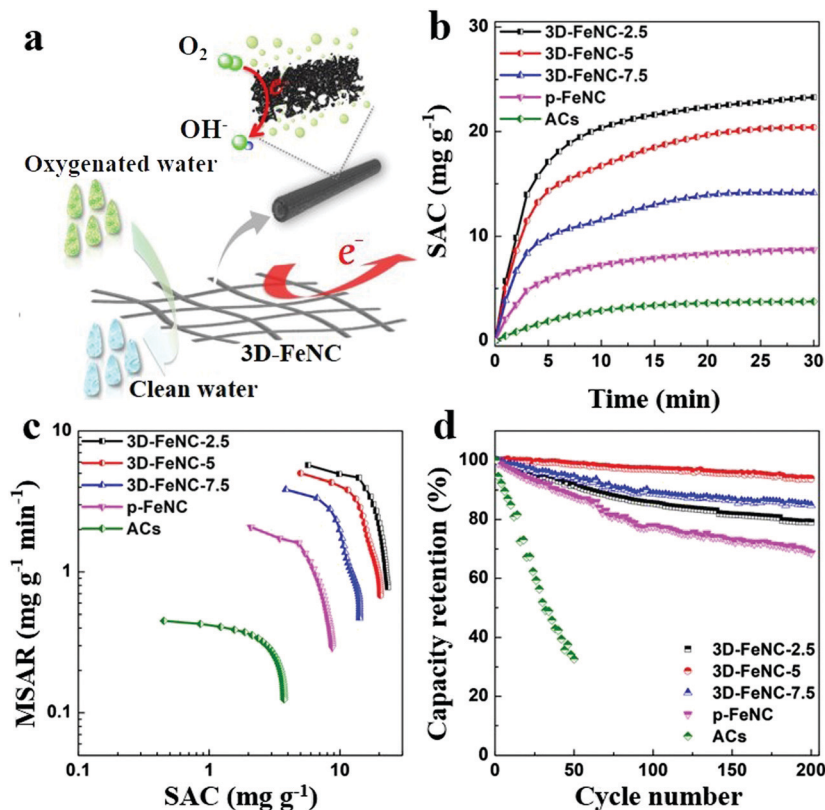 a
O₂
e⁻
OH⁻
Oxygenated water
e⁻
3D-FeNC
Clean water
b
30
20
10
0
SAC (mg g⁻¹)
3D-FeNC-2.5
3D-FeNC-5
3D-FeNC-7.5
p-FeNC
ACs
0 5 10 15 20 25 30
Time (min)
c
10
1
0.1
MSAR (mg g⁻¹ min⁻¹)
3D-FeNC-2.5
3D-FeNC-5
3D-FeNC-7.5
p-FeNC
ACs
0.1 1 10
SAC (mg g⁻¹)
d
100
80
60
40
20
0
Capacity retention (%)
3D-FeNC-2.5
3D-FeNC-5
3D-FeNC-7.5
p-FeNC
ACs
0 50 100 150 200
Cycle number